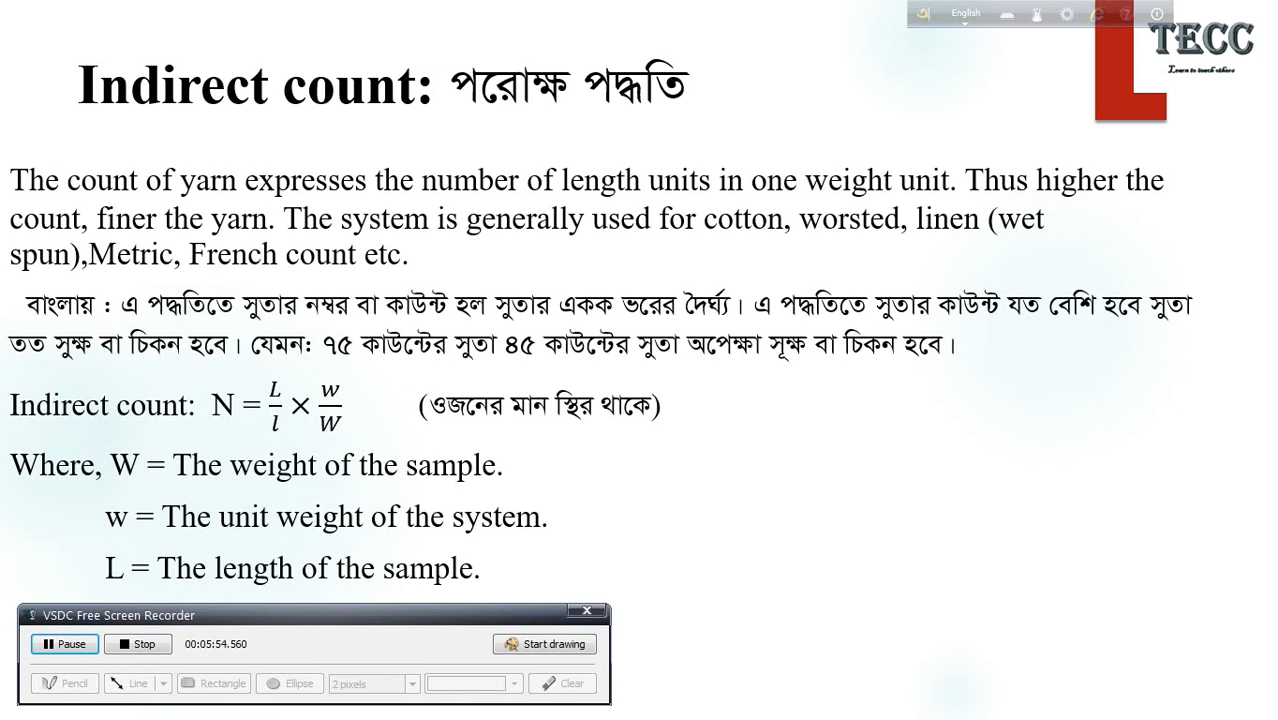 অ English
TECC
Learn to teach others
Indirect count: পরোক্ষ পদ্ধতি
The count of yarn expresses the number of length units in one weight unit. Thus higher the
count, finer the yarn. The system is generally used for cotton, worsted, linen (wet
spun),Metric, French count etc.
বাংলায় : এ পদ্ধতিতে সুতার নম্বর বা কাউন্ট হল সুতার একক ভরের দৈর্ঘ্য। এ পদ্ধতিতে সুতার কাউন্ট যত বেশি হবে সুতা
তত সুক্ষ বা চিকন হবে। যেমন: ৭৫ কাউন্টের সুতা ৪৫ কাউন্টের সুতা অপেক্ষা সূক্ষ বা চিকন হবে।
Indirect count: N = L/l × w/W (ওজনের মান স্থির থাকে)
Where, W = The weight of the sample.
w = The unit weight of the system.
L = The length of the sample.
VSDC Free Screen Recorder
Pause Stop 00:05:54.560 Start drawing
Pencil Line Rectangle Ellipse 2 pixels Clear